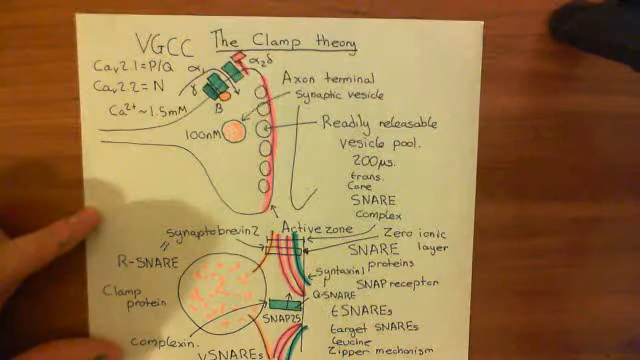 VGCC The Clamp theory
Cav2.1 = P/Q
Cav2.2 = N
Ca2+ ~ 1.5mM
α1
α2δ
γ
β
Axon terminal
Synaptic vesicle
100nM
Readily releasable
vesicle pool.
200µs.
trans.
Core
SNARE
complex
Synaptobrevin2
"
R-SNARE
Active zone
Zero ionic
layer
SNARE
proteins
SNAP receptor
Syntaxin1
Q-SNARE
Clamp
protein
SNAP25
tSNAREs
target SNAREs
Leucine
Zipper mechanism
Complexin.
vSNAREs